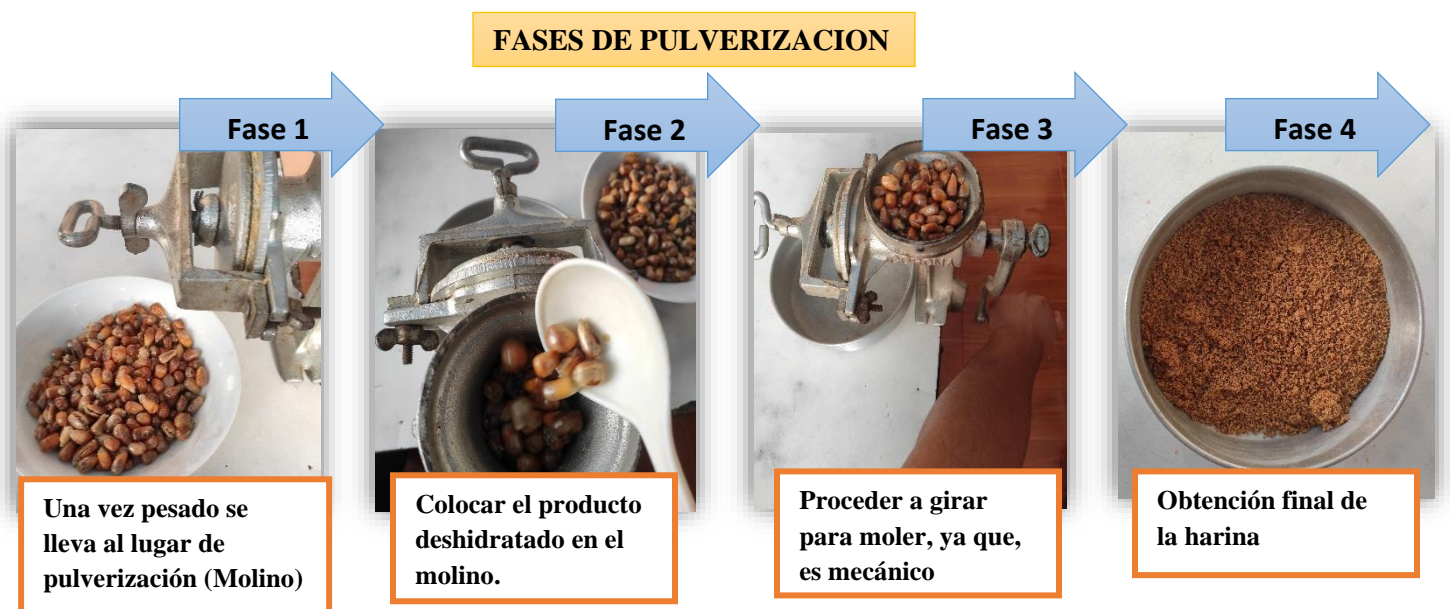 FASES DE PULVERIZACION
Fase 1
Fase 2
Fase 3
Fase 4
Una vez pesado se
lleva al lugar de
pulverización (Molino)
Colocar el producto
deshidratado en el
molino.
Proceder a girar
para moler, ya que,
es mecánico
Obtención final de
la harina